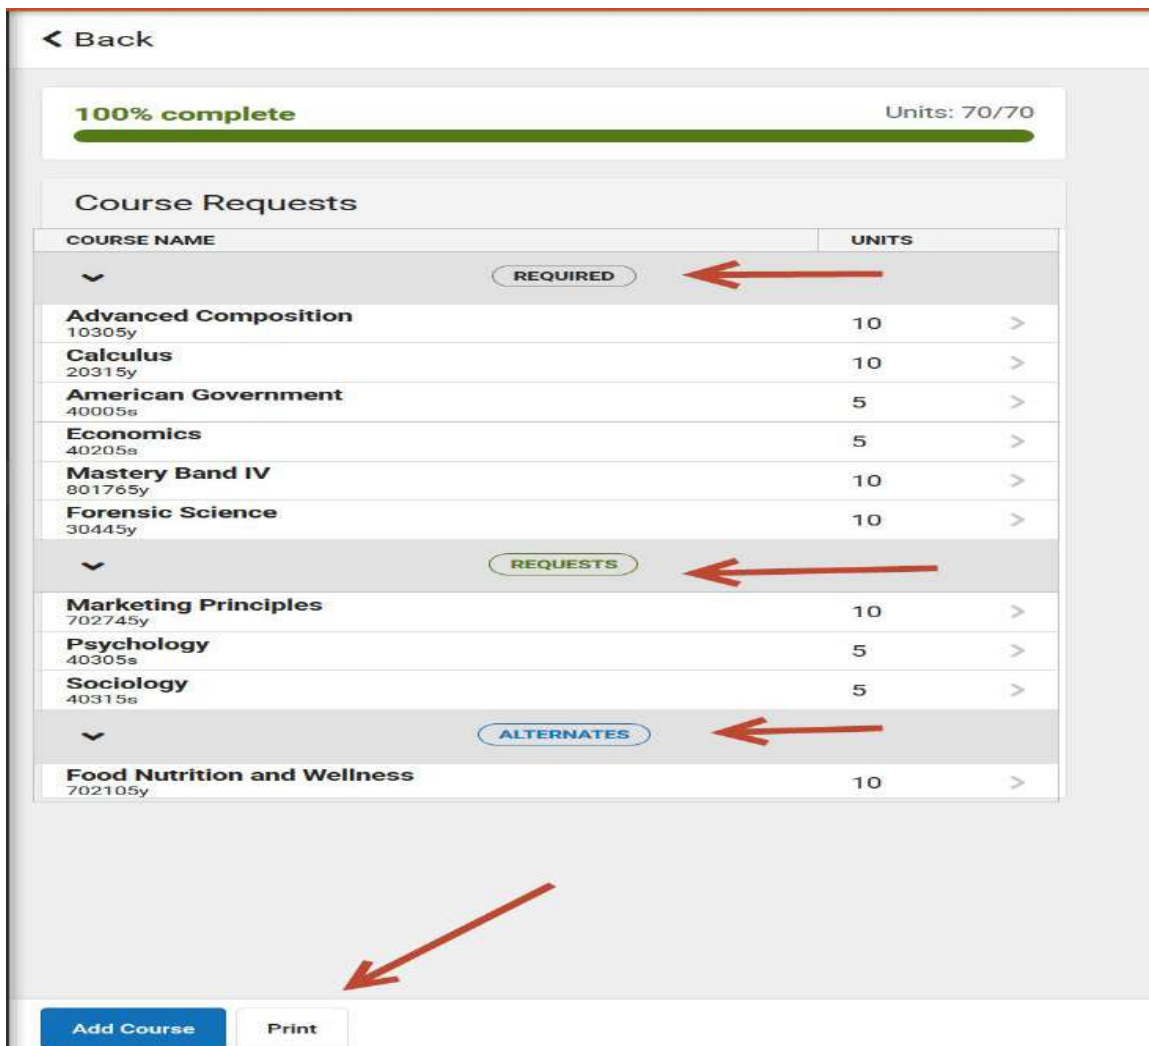 Back
100% complete
Units: 70/70
Course Requests
COURSE NAME UNITS
REQUIRED
Advanced Composition
10305y
10
Calculus
20315y
10
American Government
40005s
5
Economics
40205s
5
Mastery Band IV
801765y
10
Forensic Science
30445y
10
REQUESTS
Marketing Principles
702745y
10
Psychology
40305s
5
Sociology
40315s
5
ALTERNATES
Food Nutrition and Wellness
702105y
10
Add Course Print